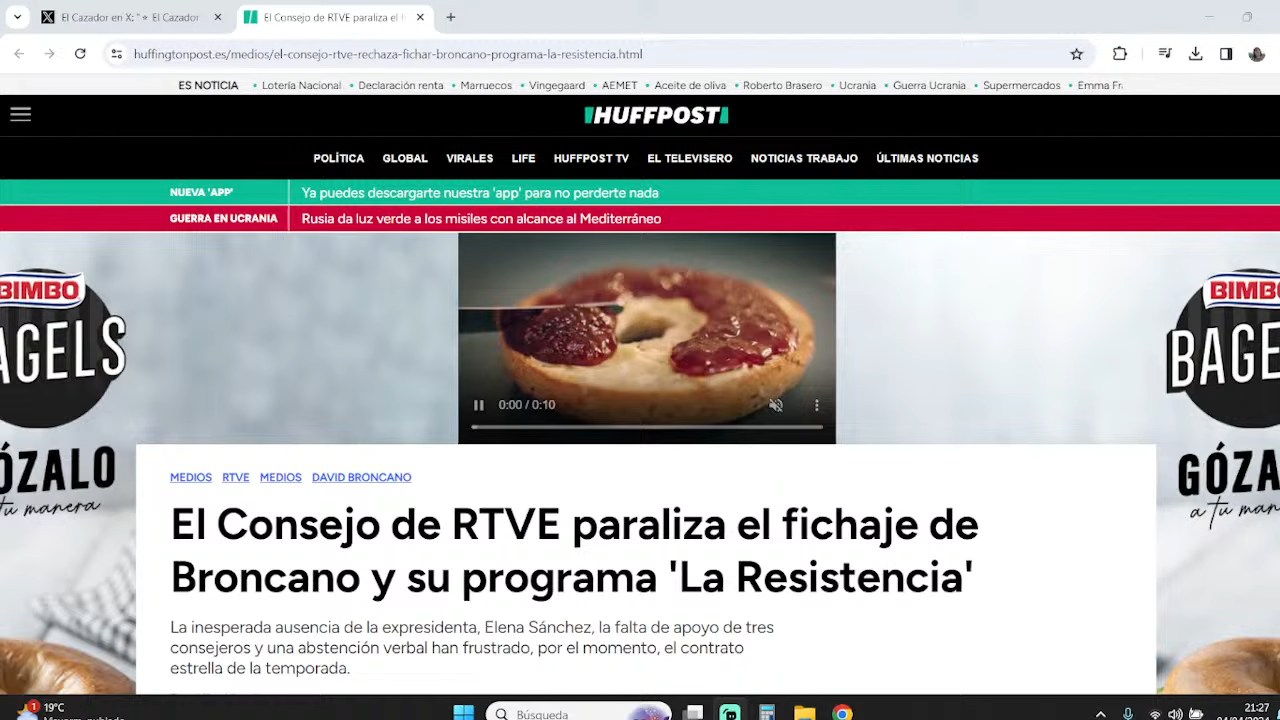 El Cazador en X: "⭐ El Cazador
El Consejo de RTVE paraliza el f
huffingtonpost.es/medios/el-consejo-rtve-rechaza-fichar-broncano-programa-la-resistencia.html
ES NOTICIA • Lotería Nacional • Declaración renta • Marruecos • Vingegaard • AEMET • Aceite de oliva • Roberto Brasero • Ucrania • Guerra Ucrania • Supermercados • Emma Fr
HUFFPOST
POLÍTICA GLOBAL VIRALES LIFE HUFFPOST TV EL TELEVISERO NOTICIAS TRABAJO ÚLTIMAS NOTICIAS
NUEVA 'APP' Ya puedes descargarte nuestra 'app' para no perderte nada
GUERRA EN UCRANIA Rusia da luz verde a los misiles con alcance al Mediterráneo
BIMBO
AGELS
ÓZALO
tu manera
0:00 / 0:10
BIMB
BAGE
GÓZA
a tu man
MEDIOS RTVE MEDIOS DAVID BRONCANO
El Consejo de RTVE paraliza el fichaje de
Broncano y su programa 'La Resistencia'
La inesperada ausencia de la expresidenta, Elena Sánchez, la falta de apoyo de tres
consejeros y una abstención verbal han frustrado, por el momento, el contrato
estrella de la temporada.
1
19°C
Búsqueda
21:27